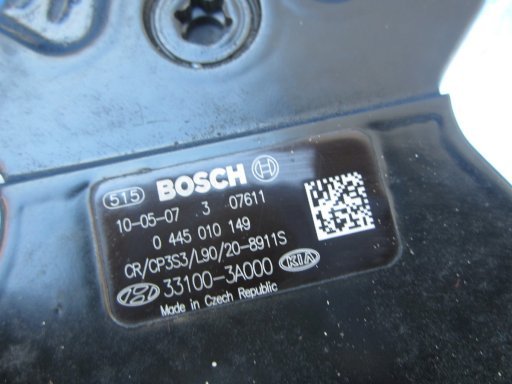 515 BOSCH
10-05-07 3 07611
0 445 010 149
CR/CP3S3/L90/20-8911S
33100-3A000 KIA
Made in Czech Republic